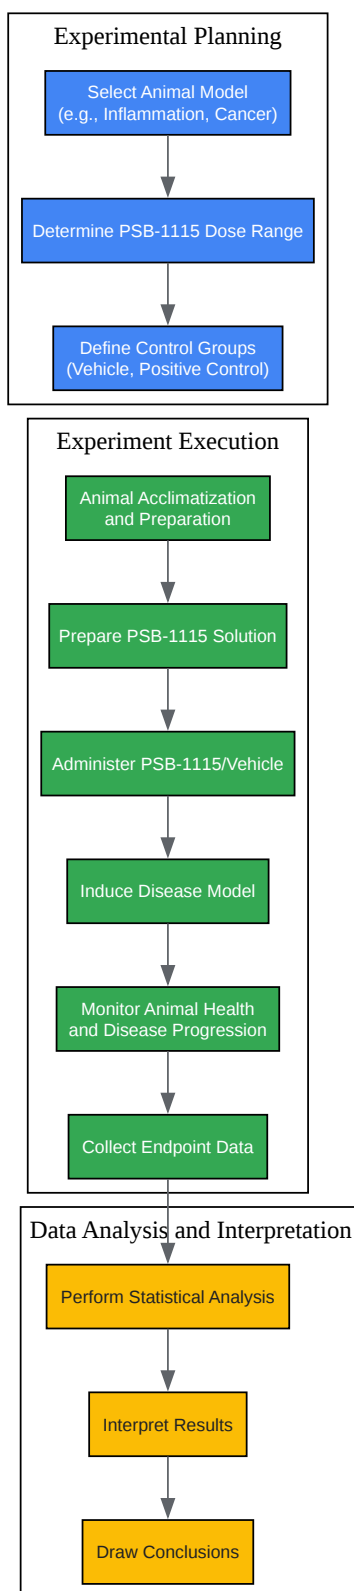 Experimental Planning
Select Animal Model
(e.g., Inflammation, Cancer)
Determine PSB-1115 Dose Range
Define Control Groups
(Vehicle, Positive Control)
Experiment Execution
Animal Acclimatization
and Preparation
Prepare PSB-1115 Solution
Administer PSB-1115/Vehicle
Induce Disease Model
Monitor Animal Health
and Disease Progression
Collect Endpoint Data
Data Analysis and Interpretation
Perform Statistical Analysis
Interpret Results
Draw Conclusions